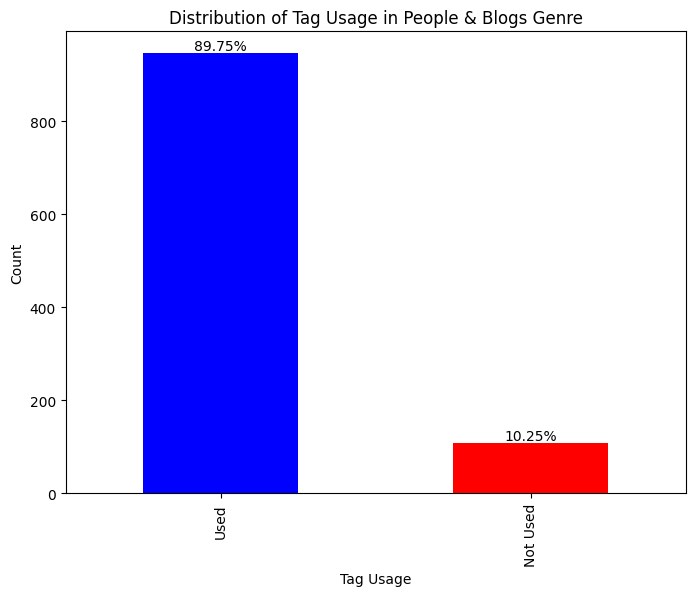 Distribution of Tag Usage in People & Blogs Genre
89.75%
10.25%
800
600
400
200
0
Count
Used
Not Used
Tag Usage